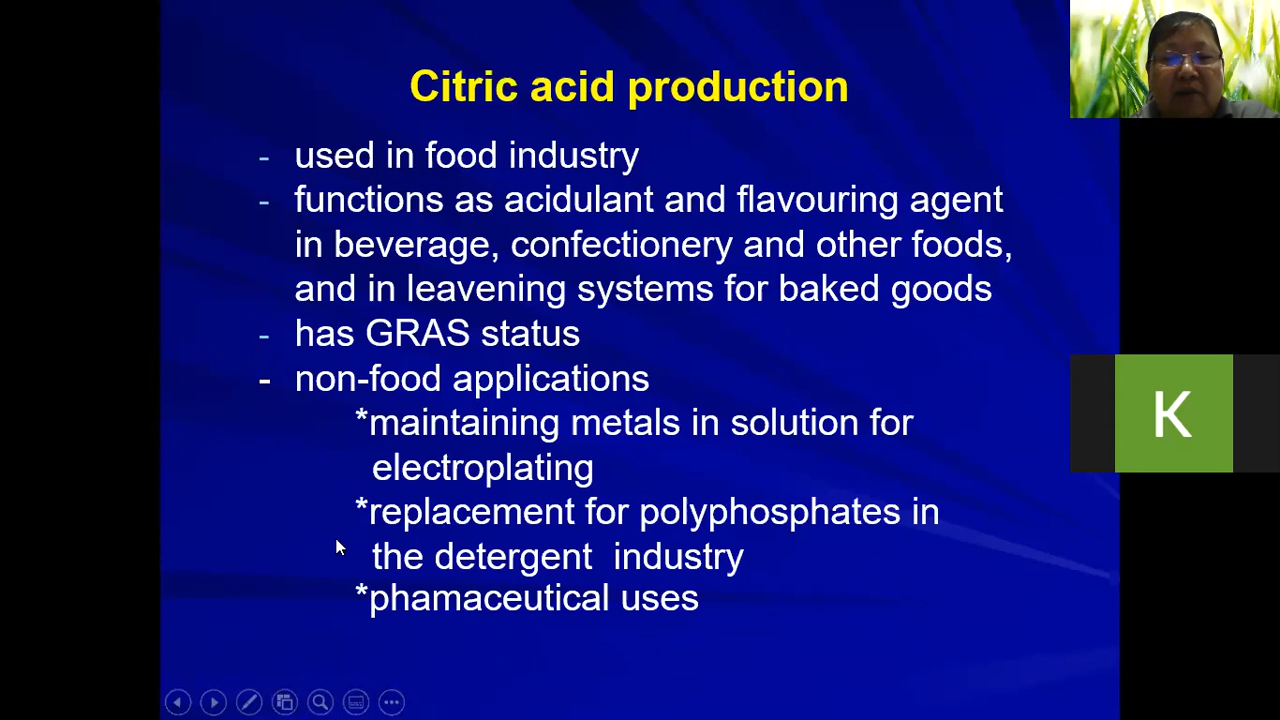 Citric acid production
- used in food industry
- functions as acidulant and flavouring agent
in beverage, confectionery and other foods,
and in leavening systems for baked goods
- has GRAS status
- non-food applications
*maintaining metals in solution for
electroplating
*replacement for polyphosphates in
the detergent industry
*phamaceutical uses
K